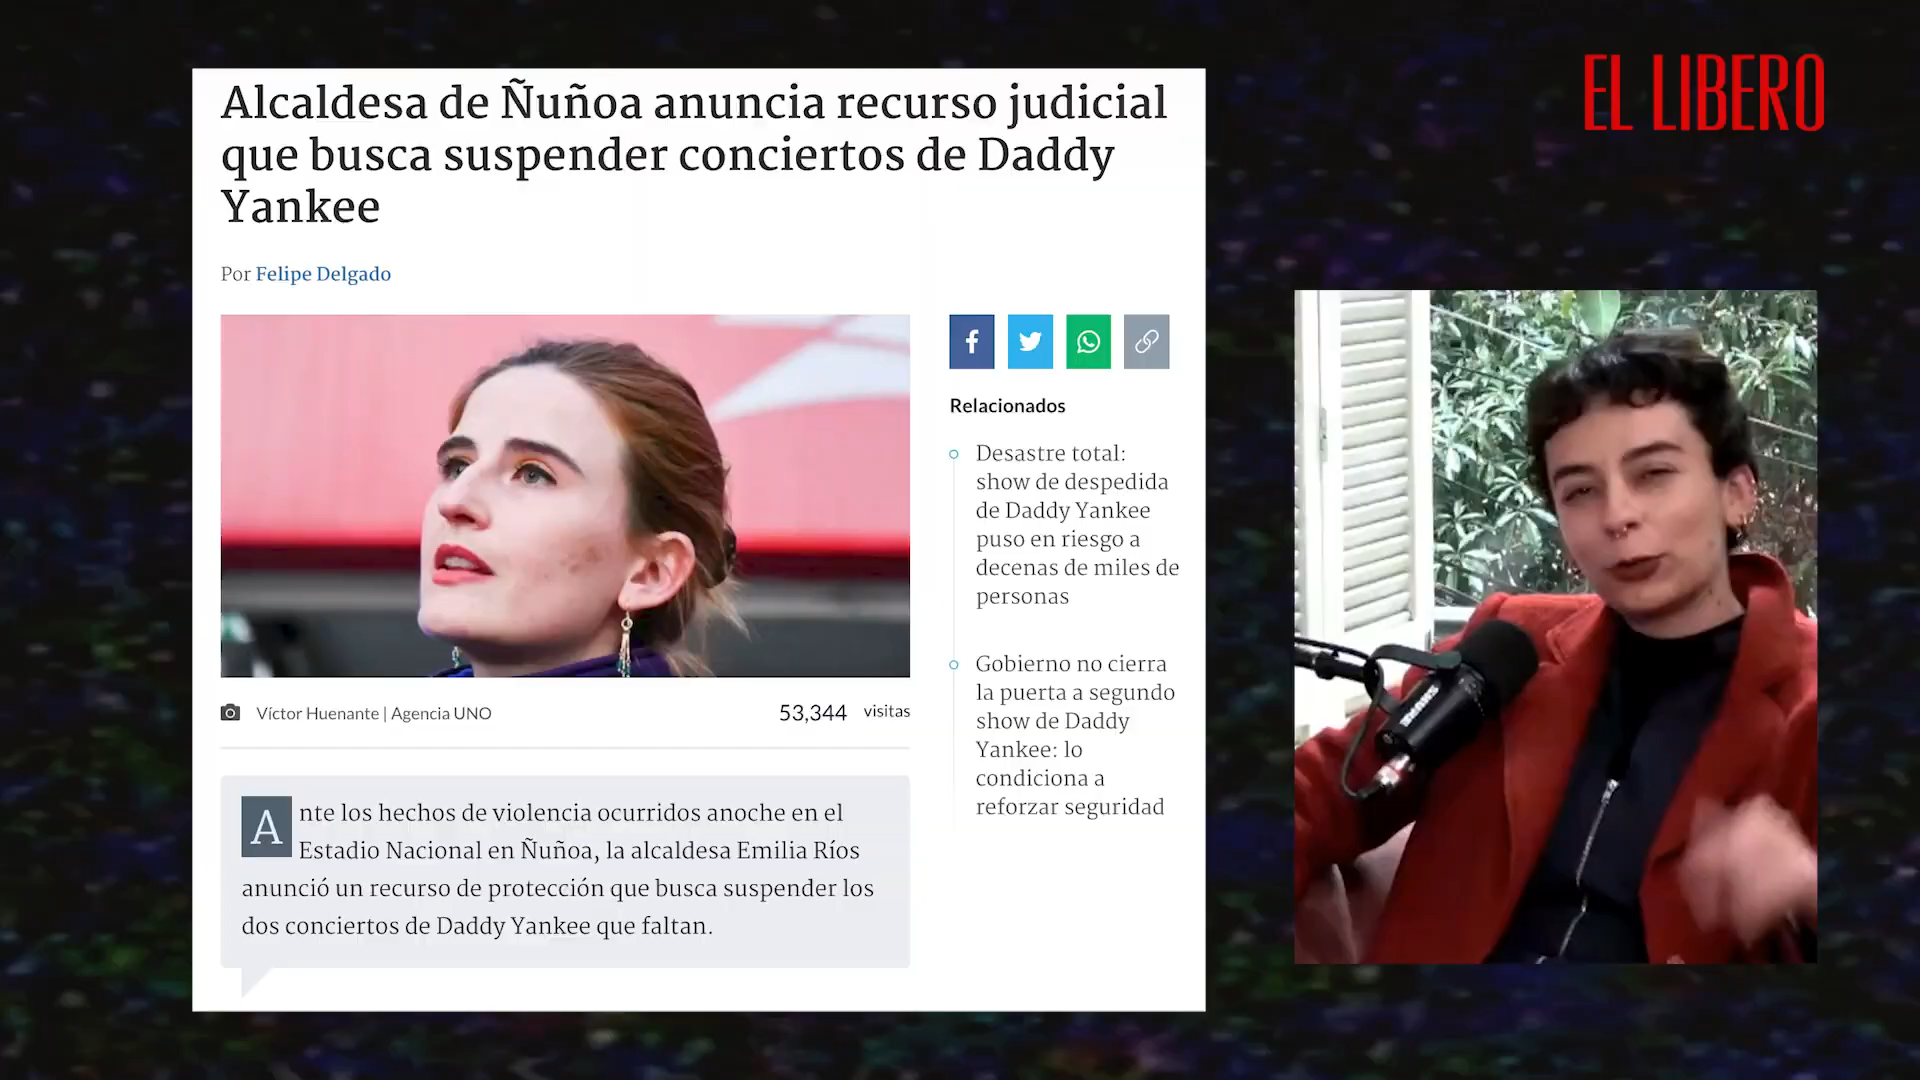 EL LIBERO
Alcaldesa de Ñuñoa anuncia recurso judicial
que busca suspender conciertos de Daddy
Yankee
Por Felipe Delgado
Víctor Huenante | Agencia UNO
53,344 visitas
Ante los hechos de violencia ocurridos anoche en el
Estadio Nacional en Ñuñoa, la alcaldesa Emilia Ríos
anunció un recurso de protección que busca suspender los
dos conciertos de Daddy Yankee que faltan.
Relacionados
Desastre total:
show de despedida
de Daddy Yankee
puso en riesgo a
decenas de miles de
personas
Gobierno no cierra
la puerta a segundo
show de Daddy
Yankee: lo
condiciona a
reforzar seguridad
SHURE